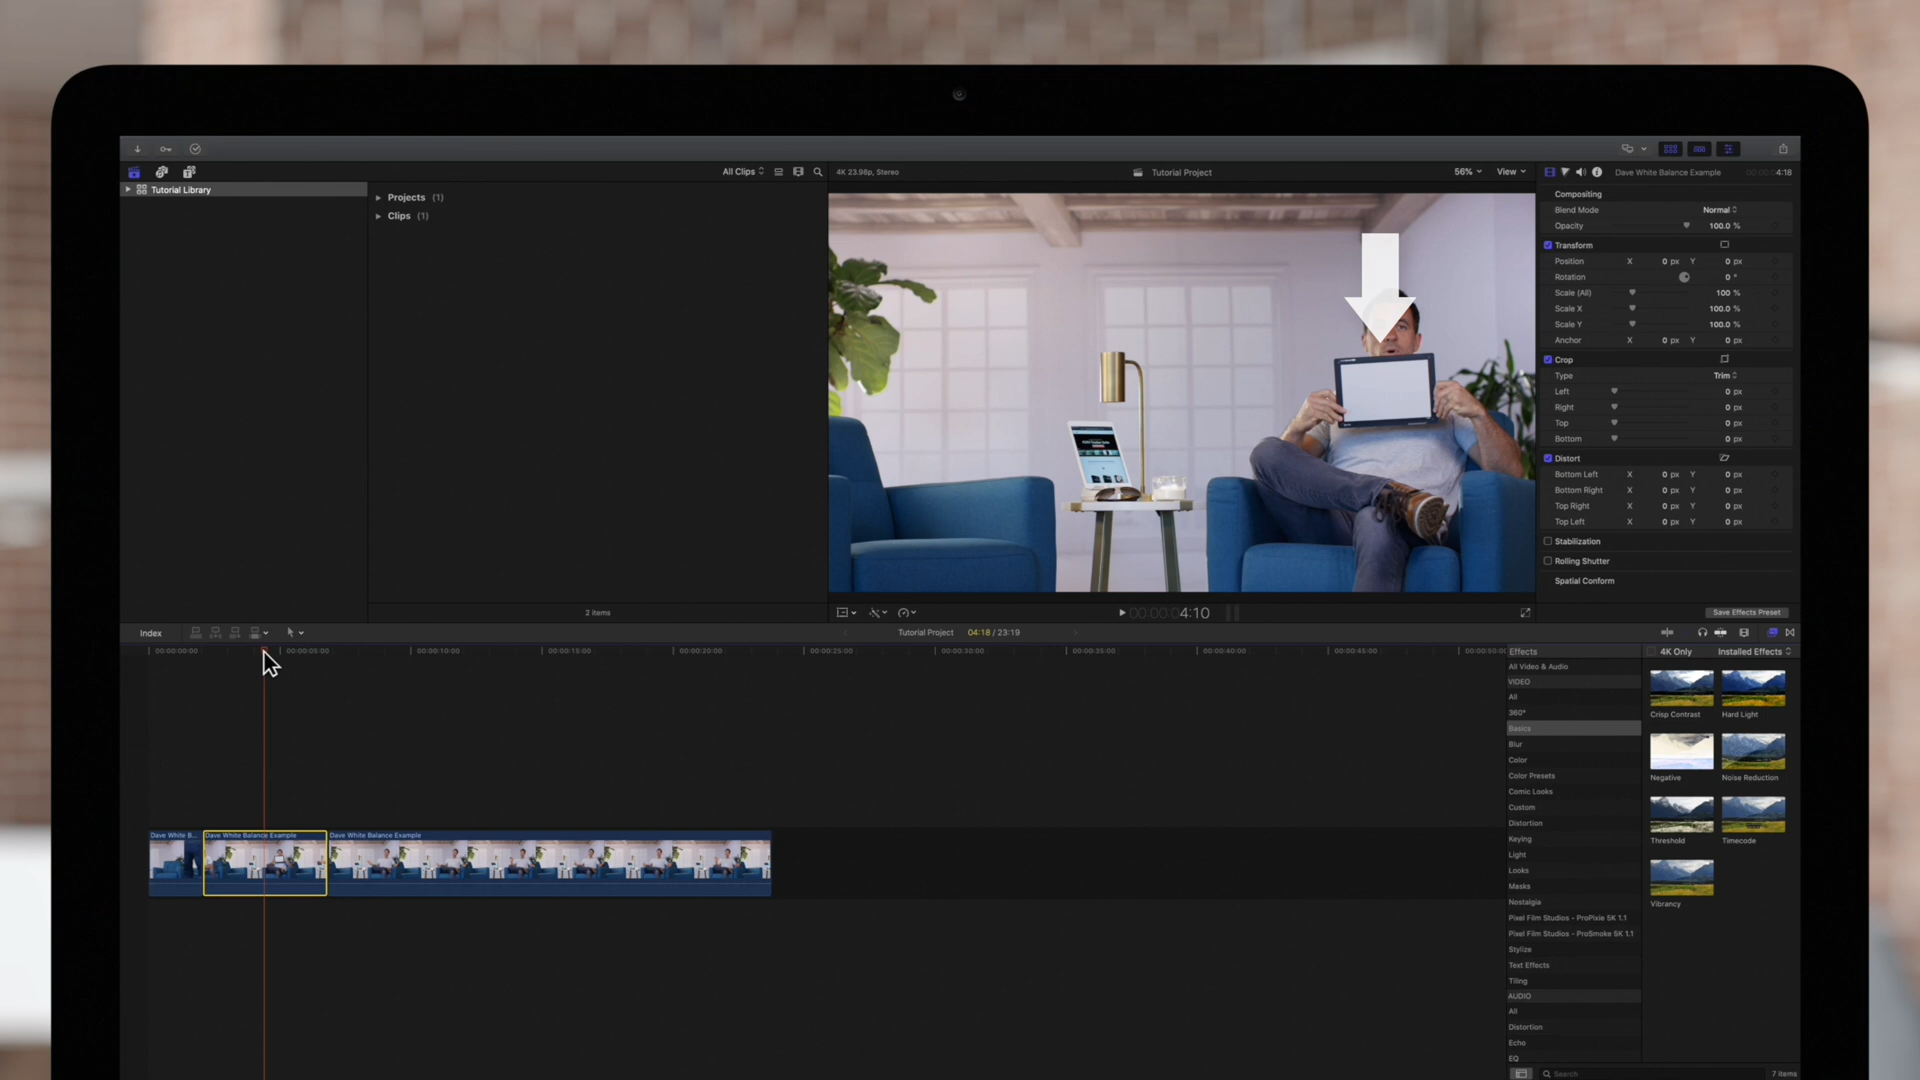 All Clips
4K 23.98p, Stereo
Tutorial Project
56%
View
Dave White Balance Example
00:00:04:18
Tutorial Library
Projects (1)
Clips (1)
Compositing
Blend Mode Normal
Opacity 100.0 %
Transform
Position X 0 px Y 0 px
Rotation 0 °
Scale (All) 100 %
Scale X 100.0 %
Scale Y 100.0 %
Anchor X 0 px Y 0 px
Crop
Type Trim
Left 0 px
Right 0 px
Top 0 px
Bottom 0 px
Distort
Bottom Left X 0 px Y 0 px
Bottom Right X 0 px Y 0 px
Top Right X 0 px Y 0 px
Top Left X 0 px Y 0 px
Stabilization
Rolling Shutter
Spatial Conform
2 items
00:00:04:10
Save Effects Preset
Index
Tutorial Project 04:18 / 23:19
00:00:00:00 00:00:05:00 00:00:10:00 00:00:15:00 00:00:20:00 00:00:25:00 00:00:30:00 00:00:35:00 00:00:40:00 00:00:45:00
Dave White B...
Dave White Balance Example
Dave White Balance Example
Effects
4K Only
Installed Effects
All Video & Audio
VIDEO
All
360°
Basics
Blur
Color
Color Presets
Comic Looks
Custom
Distortion
Keying
Light
Looks
Masks
Nostalgia
Pixel Film Studios - ProPixie 5K 1.1
Pixel Film Studios - ProSmoke 5K 1.1
Stylize
Text Effects
Tiling
AUDIO
All
Distortion
Echo
EQ
Crisp Contrast
Hard Light
Negative
Noise Reduction
Threshold
Timecode
Vibrancy
Search
7 items